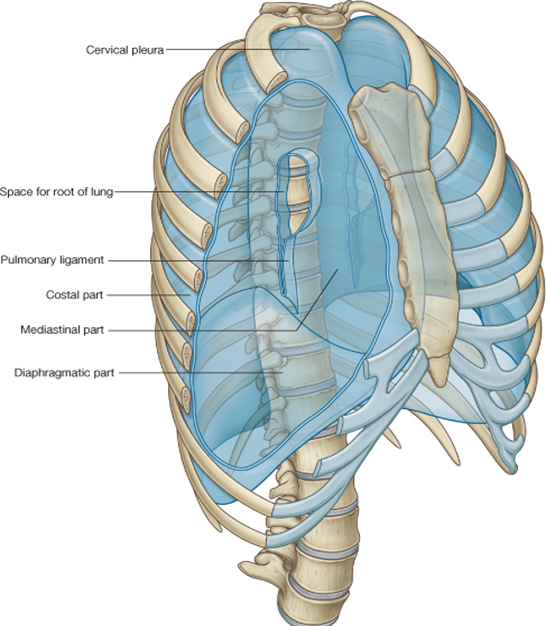 Cervical pleura
Space for root of lung
Pulmonary ligament
Costal part
Mediastinal part
Diaphragmatic part